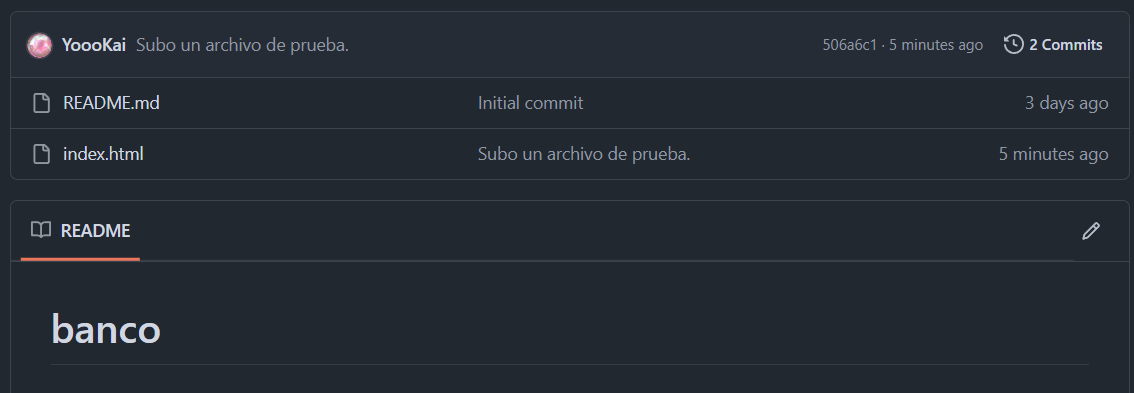 YoooKai Subo un archivo de prueba. 506a6c1 · 5 minutes ago 2 Commits
README.md Initial commit 3 days ago
index.html Subo un archivo de prueba. 5 minutes ago
README
banco